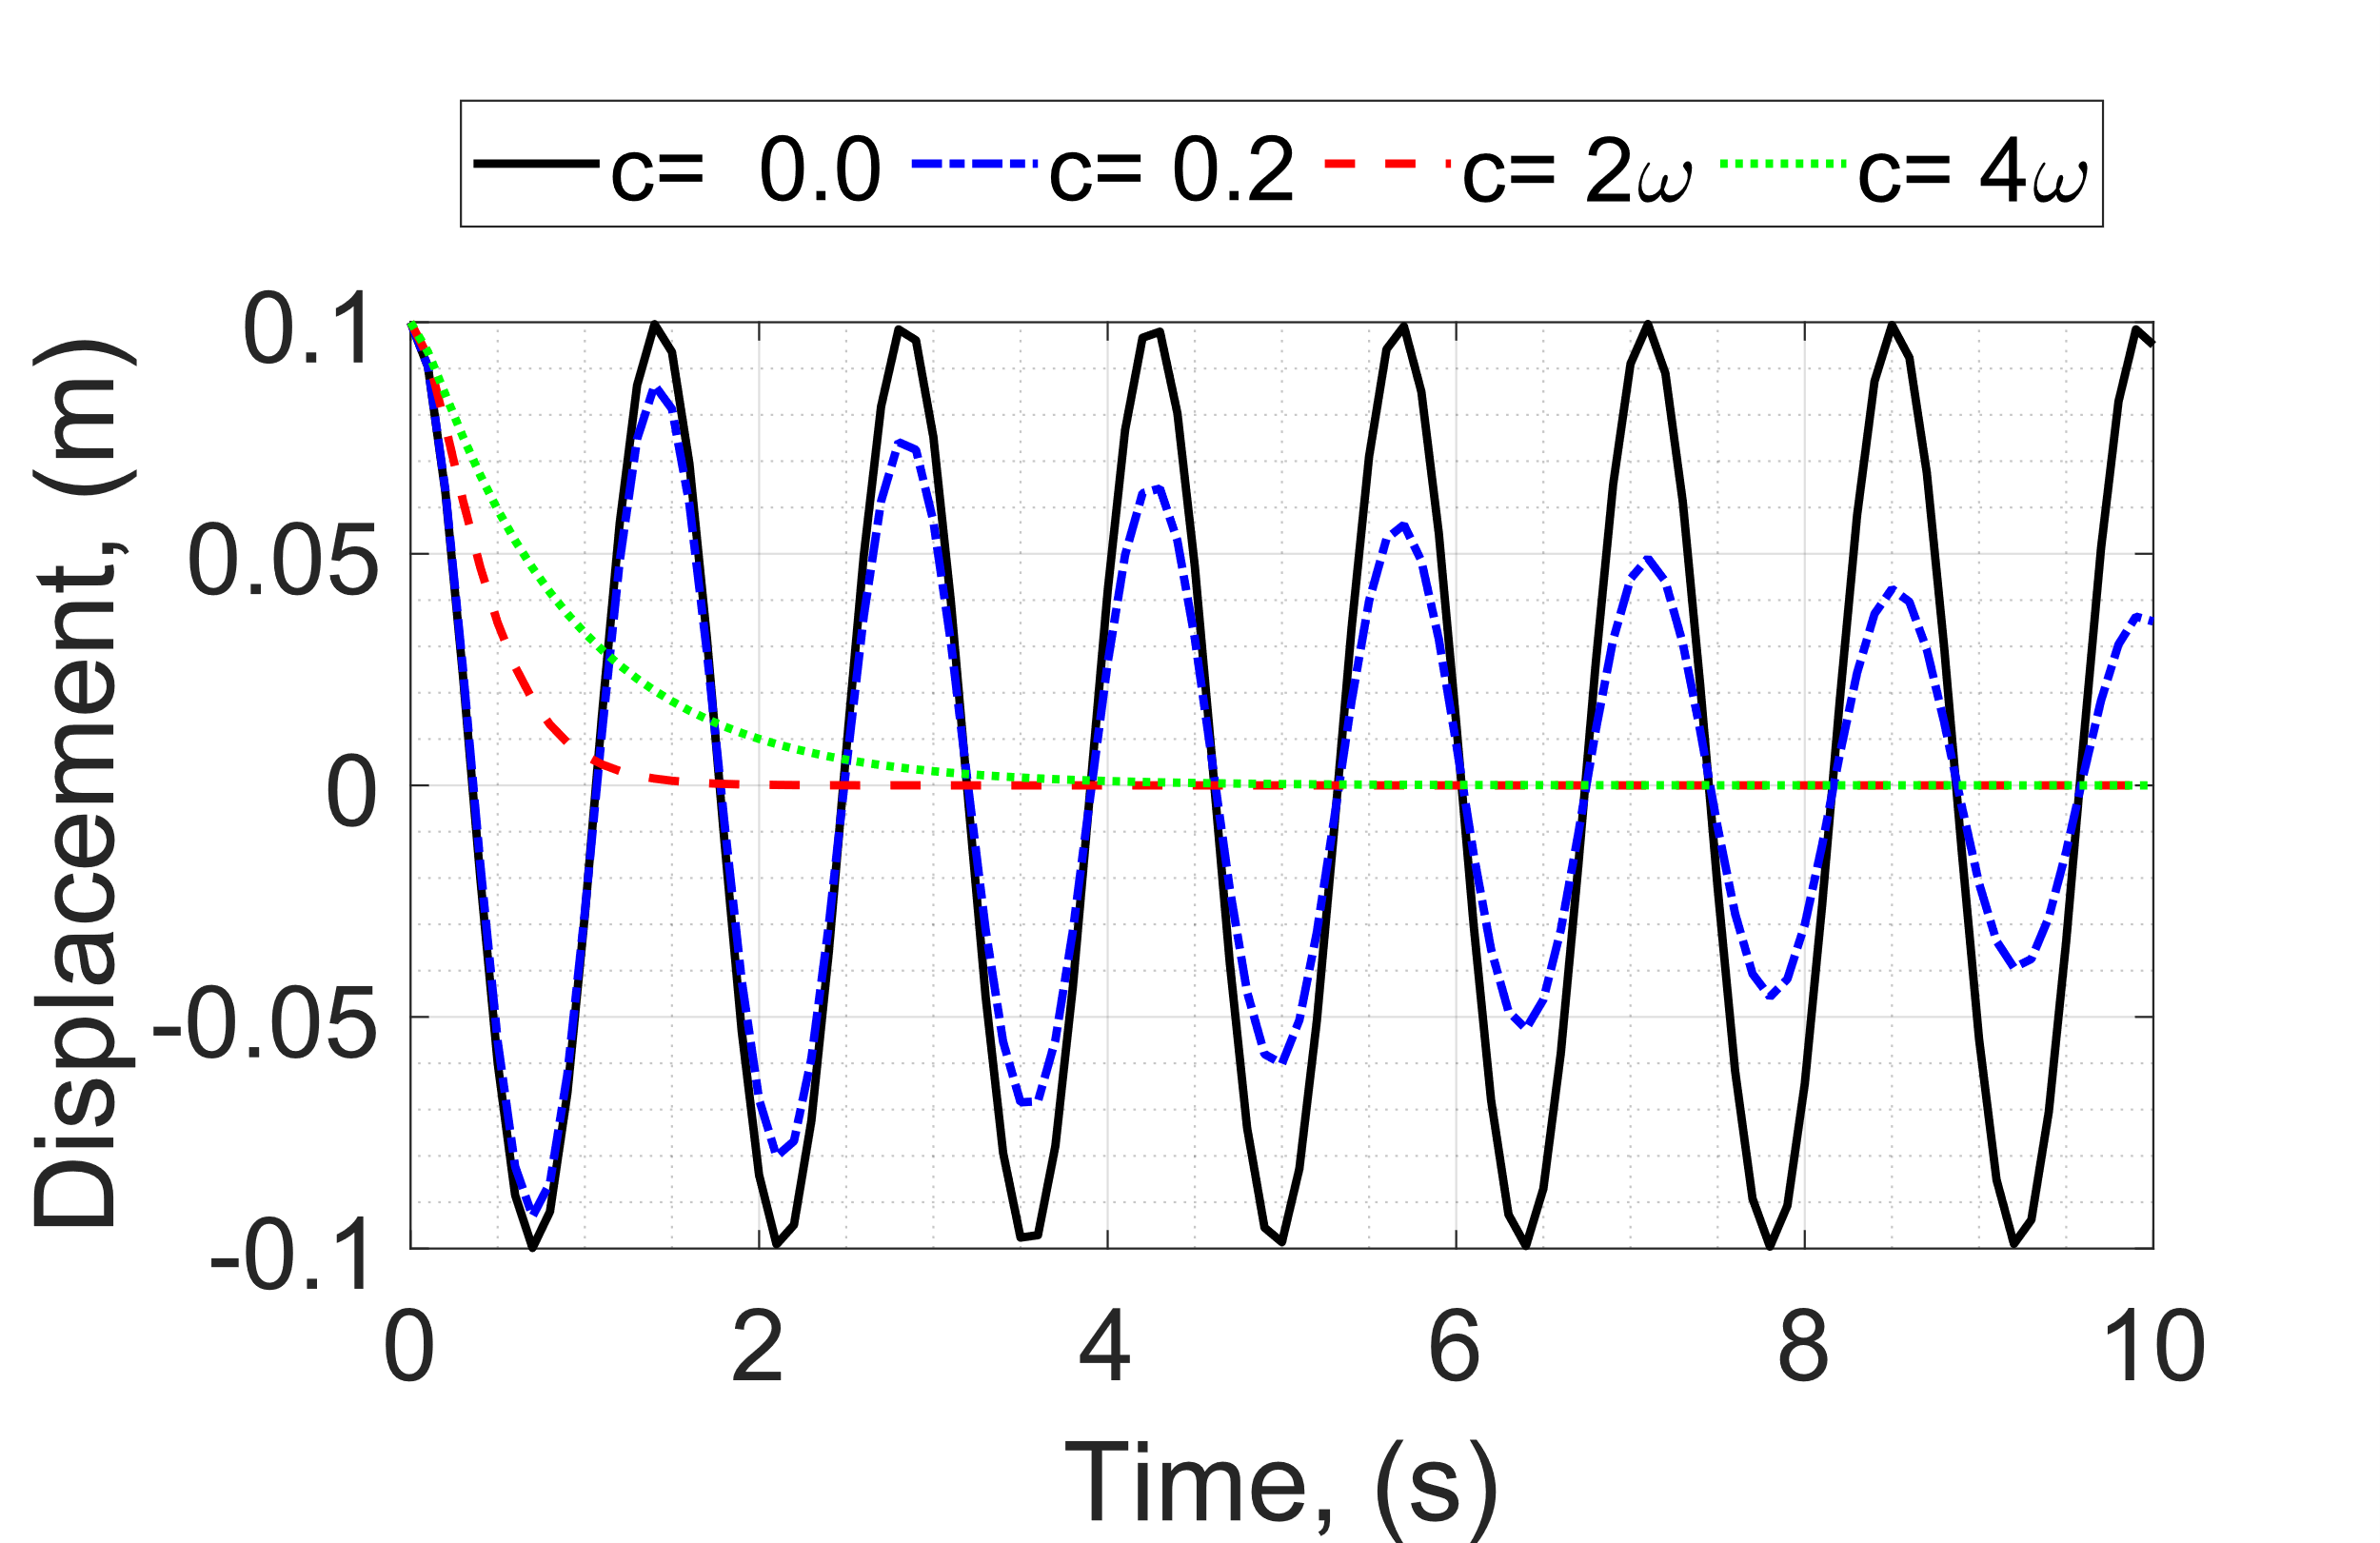 c= 0.0 c= 0.2 c= 2ω c= 4ω
0.1
0.05
0
-0.05
-0.1
Displacement, (m)
0 2 4 6 8 10
Time, (s)